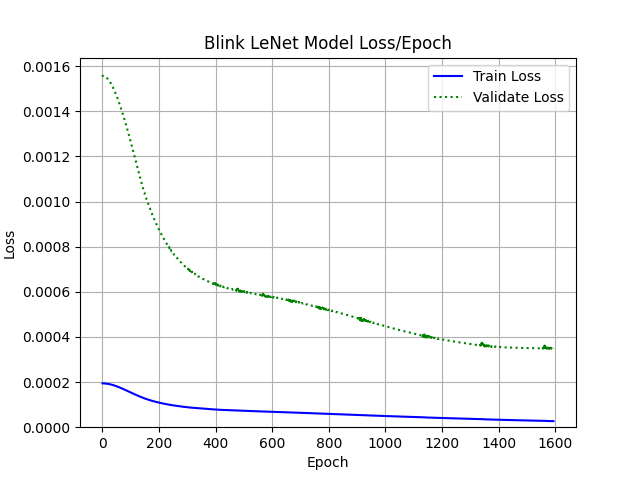 Blink LeNet Model Loss/Epoch
Train Loss
Validate Loss
Loss
0.0016
0.0014
0.0012
0.0010
0.0008
0.0006
0.0004
0.0002
0.0000
0 200 400 600 800 1000 1200 1400 1600
Epoch